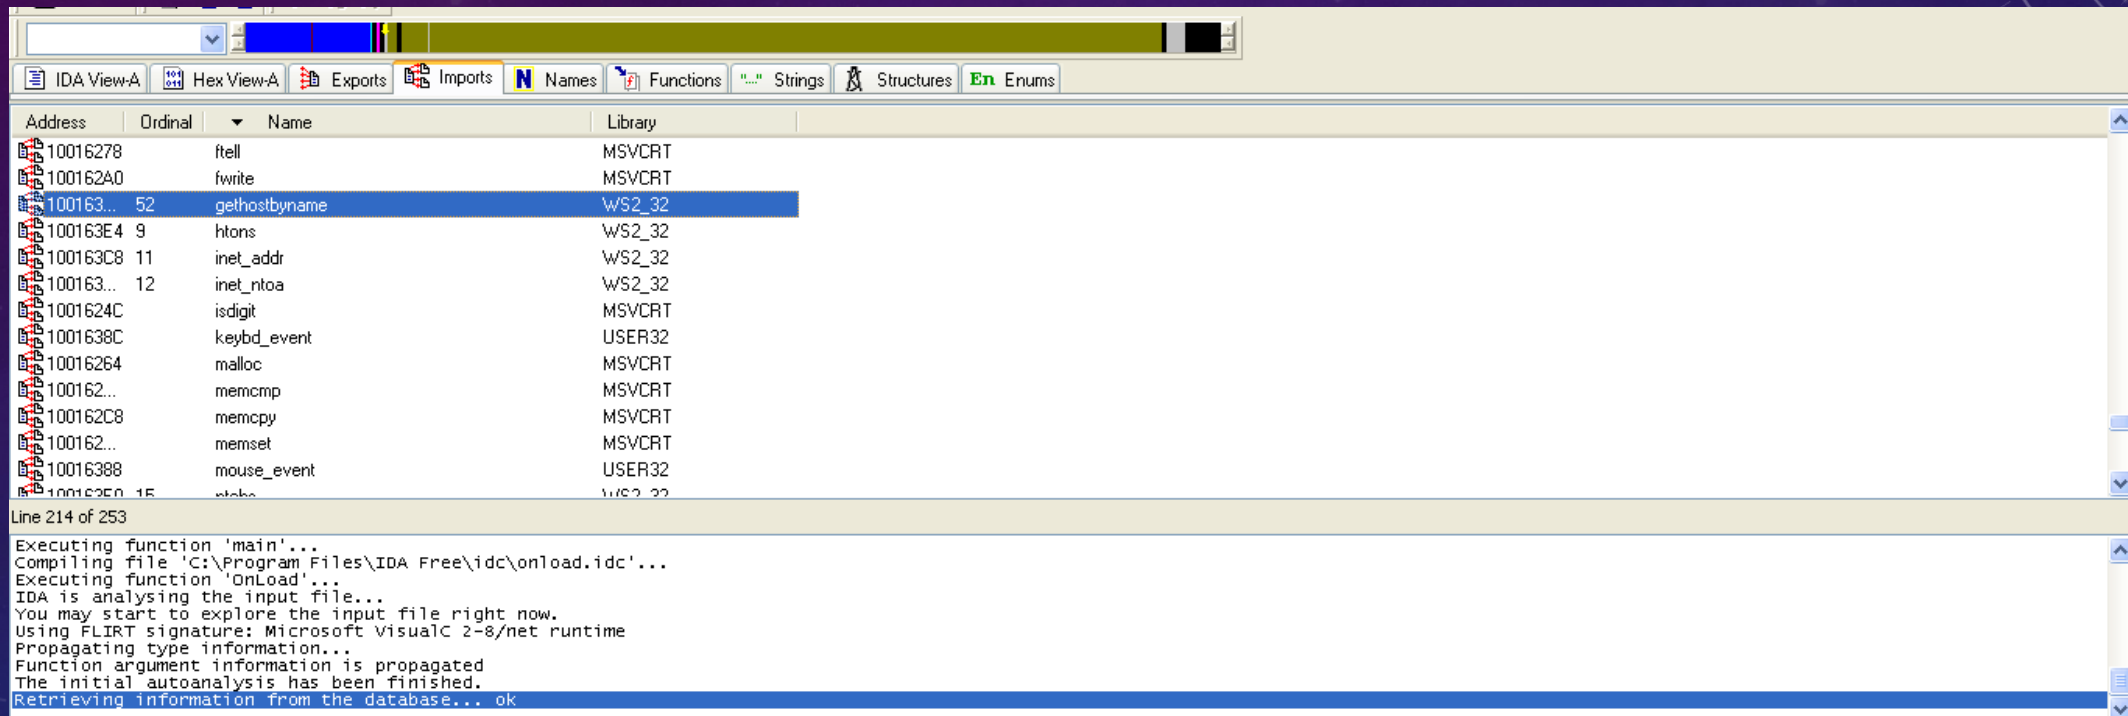 IDA View-A Hex View-A Exports Imports N Names Functions "..." Strings Structures En Enums
Address Ordinal Name Library
10016278 ftell MSVCRT
100162A0 fwrite MSVCRT
100163... 52 gethostbyname WS2_32
100163E4 9 htons WS2_32
100163C8 11 inet_addr WS2_32
100163... 12 inet_ntoa WS2_32
1001624C isdigit MSVCRT
1001638C keybd_event USER32
10016264 malloc MSVCRT
100162... memcmp MSVCRT
100162C8 memcpy MSVCRT
100162... memset MSVCRT
10016388 mouse_event USER32
15 WS2_32
Line 214 of 253
Executing function 'main'...
Compiling file 'C:\Program Files\IDA Free\idc\onload.idc'...
Executing function 'OnLoad'...
IDA is analysing the input file...
You may start to explore the input file right now.
Using FLIRT signature: Microsoft VisualC 2-8/net runtime
Propagating type information...
Function argument information is propagated
The initial autoanalysis has been finished.
Retrieving information from the database... ok